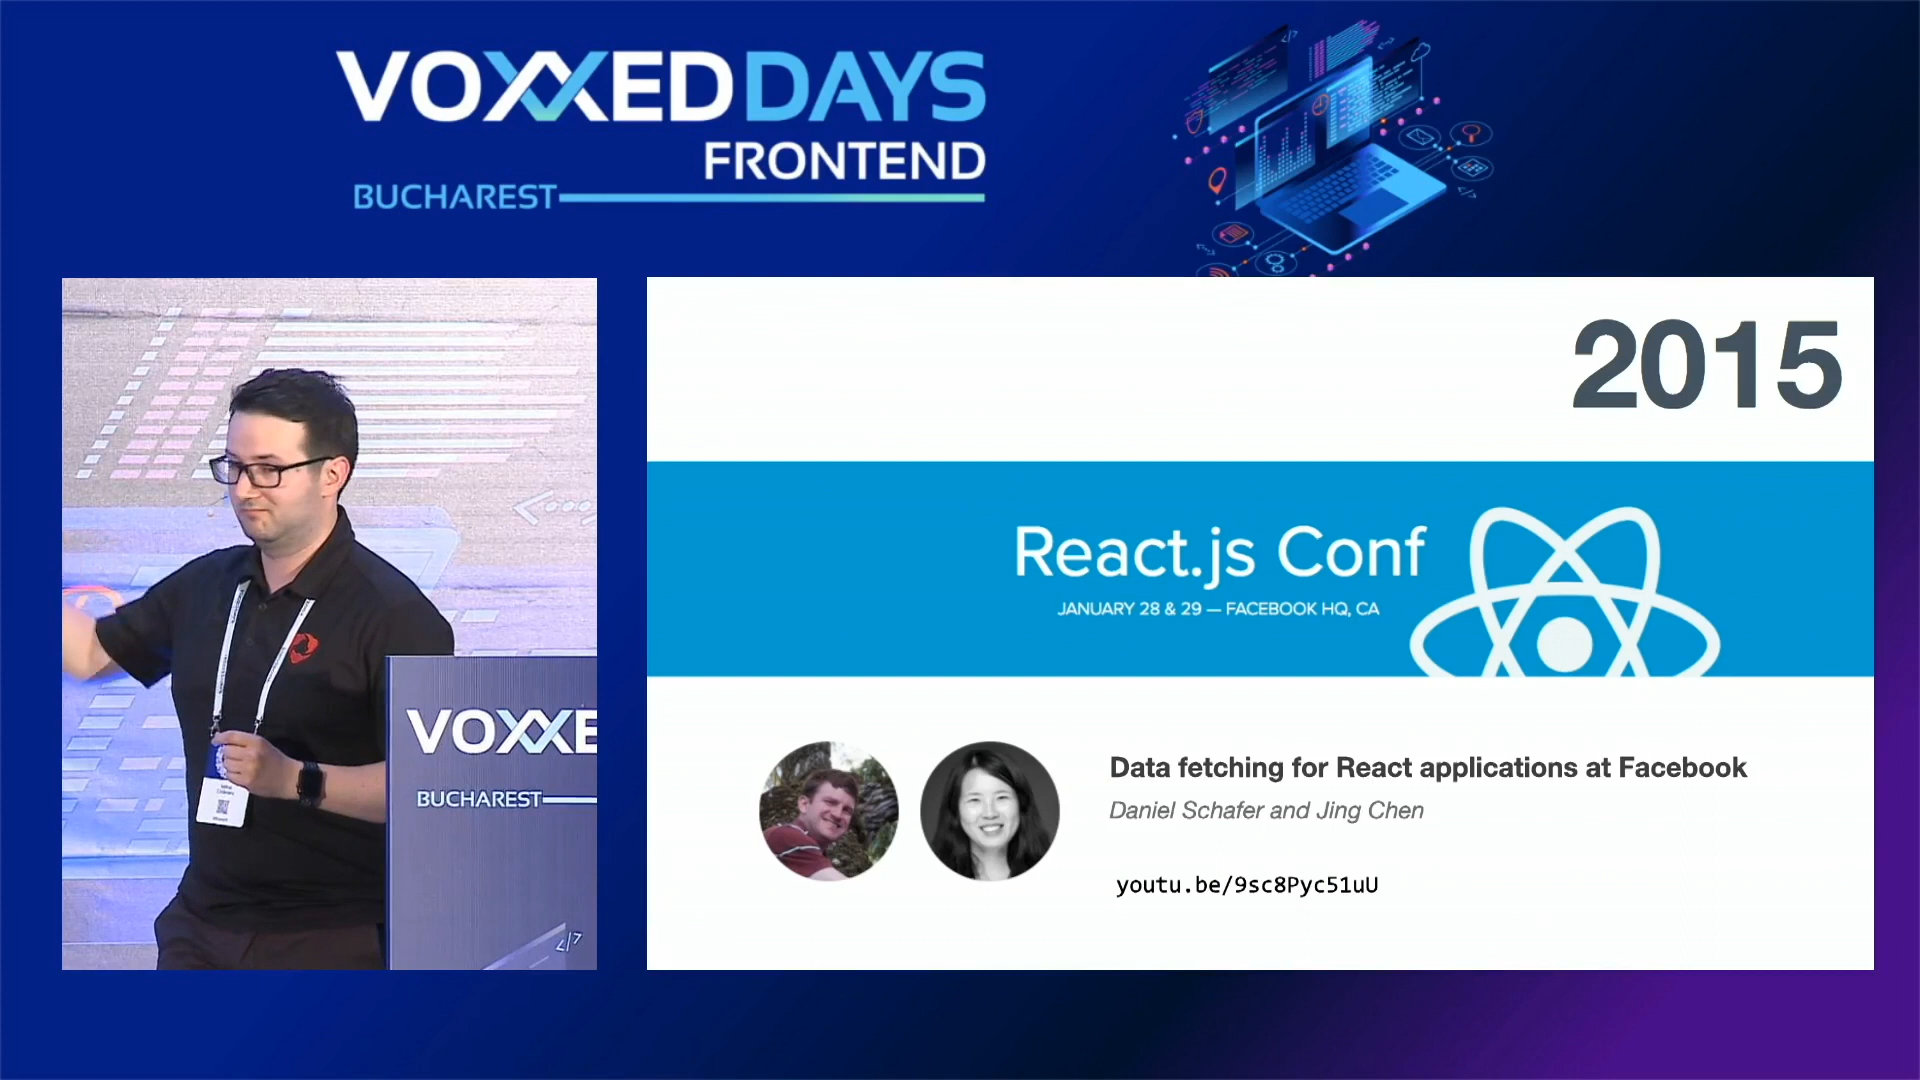 VOXXED DAYS
FRONTEND
BUCHAREST
2015
React.js Conf
JANUARY 28 & 29 — FACEBOOK HQ, CA
Data fetching for React applications at Facebook
Daniel Schafer and Jing Chen
youtu.be/9sc8Pyc51uU
VOXXE
BUCHAREST